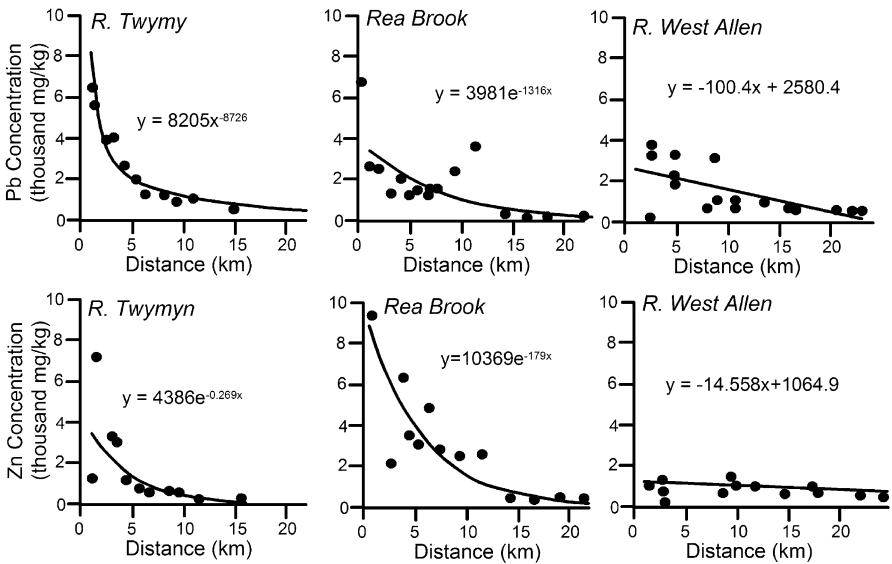 R. Twymy
Pb Concentration
(thousand mg/kg)
10
8
6
4
2
0
y = 8205x-8726
0 5 10 15 20
Distance (km)
Rea Brook
10
8
6
4
2
0
y = 3981e-1316x
0 5 10 15 20
Distance (km)
R. West Allen
10
8
6
4
2
0
y = -100.4x + 2580.4
0 5 10 15 20
Distance (km)
R. Twymyn
Zn Concentration
(thousand mg/kg)
10
8
6
4
2
0
y = 4386e-0.269x
0 5 10 15 20
Distance (km)
Rea Brook
10
8
6
4
2
0
y=10369e-179x
0 5 10 15 20
Distance (km)
R. West Allen
10
8
6
4
2
0
y = -14.558x+1064.9
0 5 10 15 20
Distance (km)